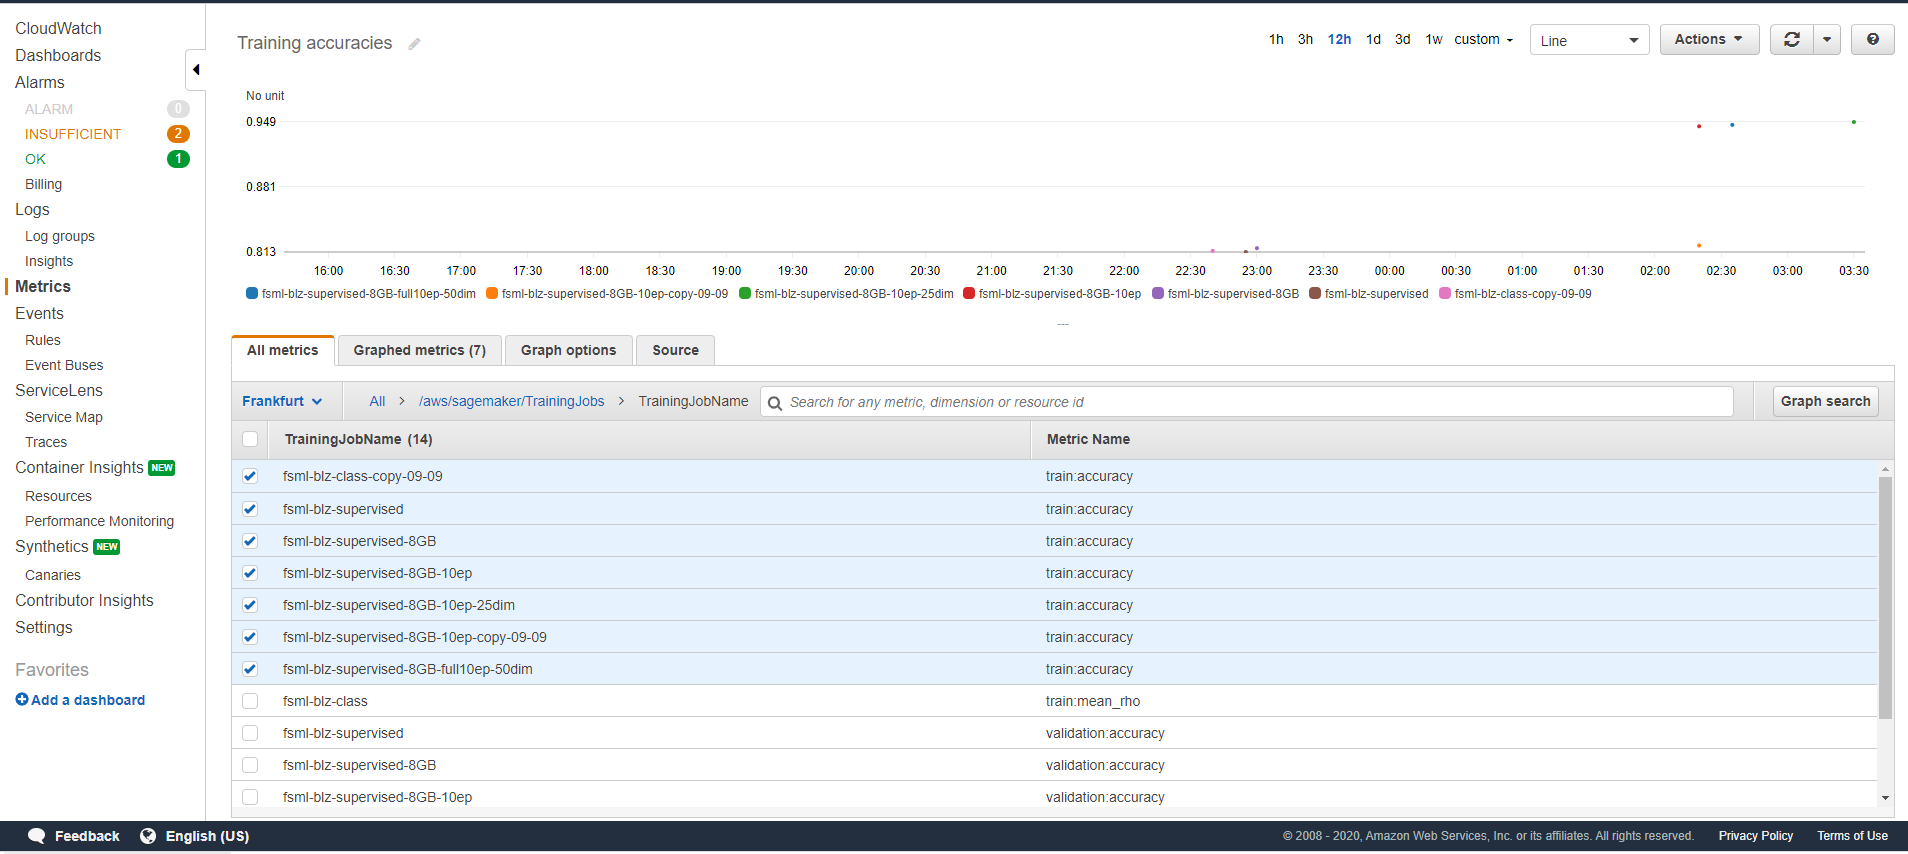 CloudWatch
Dashboards
Alarms
ALARM 0
INSUFFICIENT 2
OK 1
Billing
Logs
Log groups
Insights
Metrics
Events
Rules
Event Buses
ServiceLens
Service Map
Traces
Container Insights NEW
Resources
Performance Monitoring
Synthetics NEW
Canaries
Contributor Insights
Settings
Favorites
Add a dashboard
Training accuracies
1h 3h 12h 1d 3d 1w custom Line Actions ?
No unit
0.949
0.881
0.813
16:00 16:30 17:00 17:30 18:00 18:30 19:00 19:30 20:00 20:30 21:00 21:30 22:00 22:30 23:00 23:30 00:00 00:30 01:00 01:30 02:00 02:30 03:00 03:30
fsml-blz-supervised-8GB-full10ep-50dim fsml-blz-supervised-8GB-10ep-copy-09-09 fsml-blz-supervised-8GB-10ep-25dim fsml-blz-supervised-8GB-10ep fsml-blz-supervised-8GB fsml-blz-supervised fsml-blz-class-copy-09-09
All metrics Graphed metrics (7) Graph options Source
Frankfurt All > /aws/sagemaker/TrainingJobs > TrainingJobName Search for any metric, dimension or resource id Graph search
TrainingJobName (14) Metric Name
fsml-blz-class-copy-09-09 train:accuracy
fsml-blz-supervised train:accuracy
fsml-blz-supervised-8GB train:accuracy
fsml-blz-supervised-8GB-10ep train:accuracy
fsml-blz-supervised-8GB-10ep-25dim train:accuracy
fsml-blz-supervised-8GB-10ep-copy-09-09 train:accuracy
fsml-blz-supervised-8GB-full10ep-50dim train:accuracy
fsml-blz-class train:mean_rho
fsml-blz-supervised validation:accuracy
fsml-blz-supervised-8GB validation:accuracy
fsml-blz-supervised-8GB-10ep validation:accuracy
Feedback English (US) © 2008 - 2020, Amazon Web Services, Inc. or its affiliates. All rights reserved. Privacy Policy Terms of Use